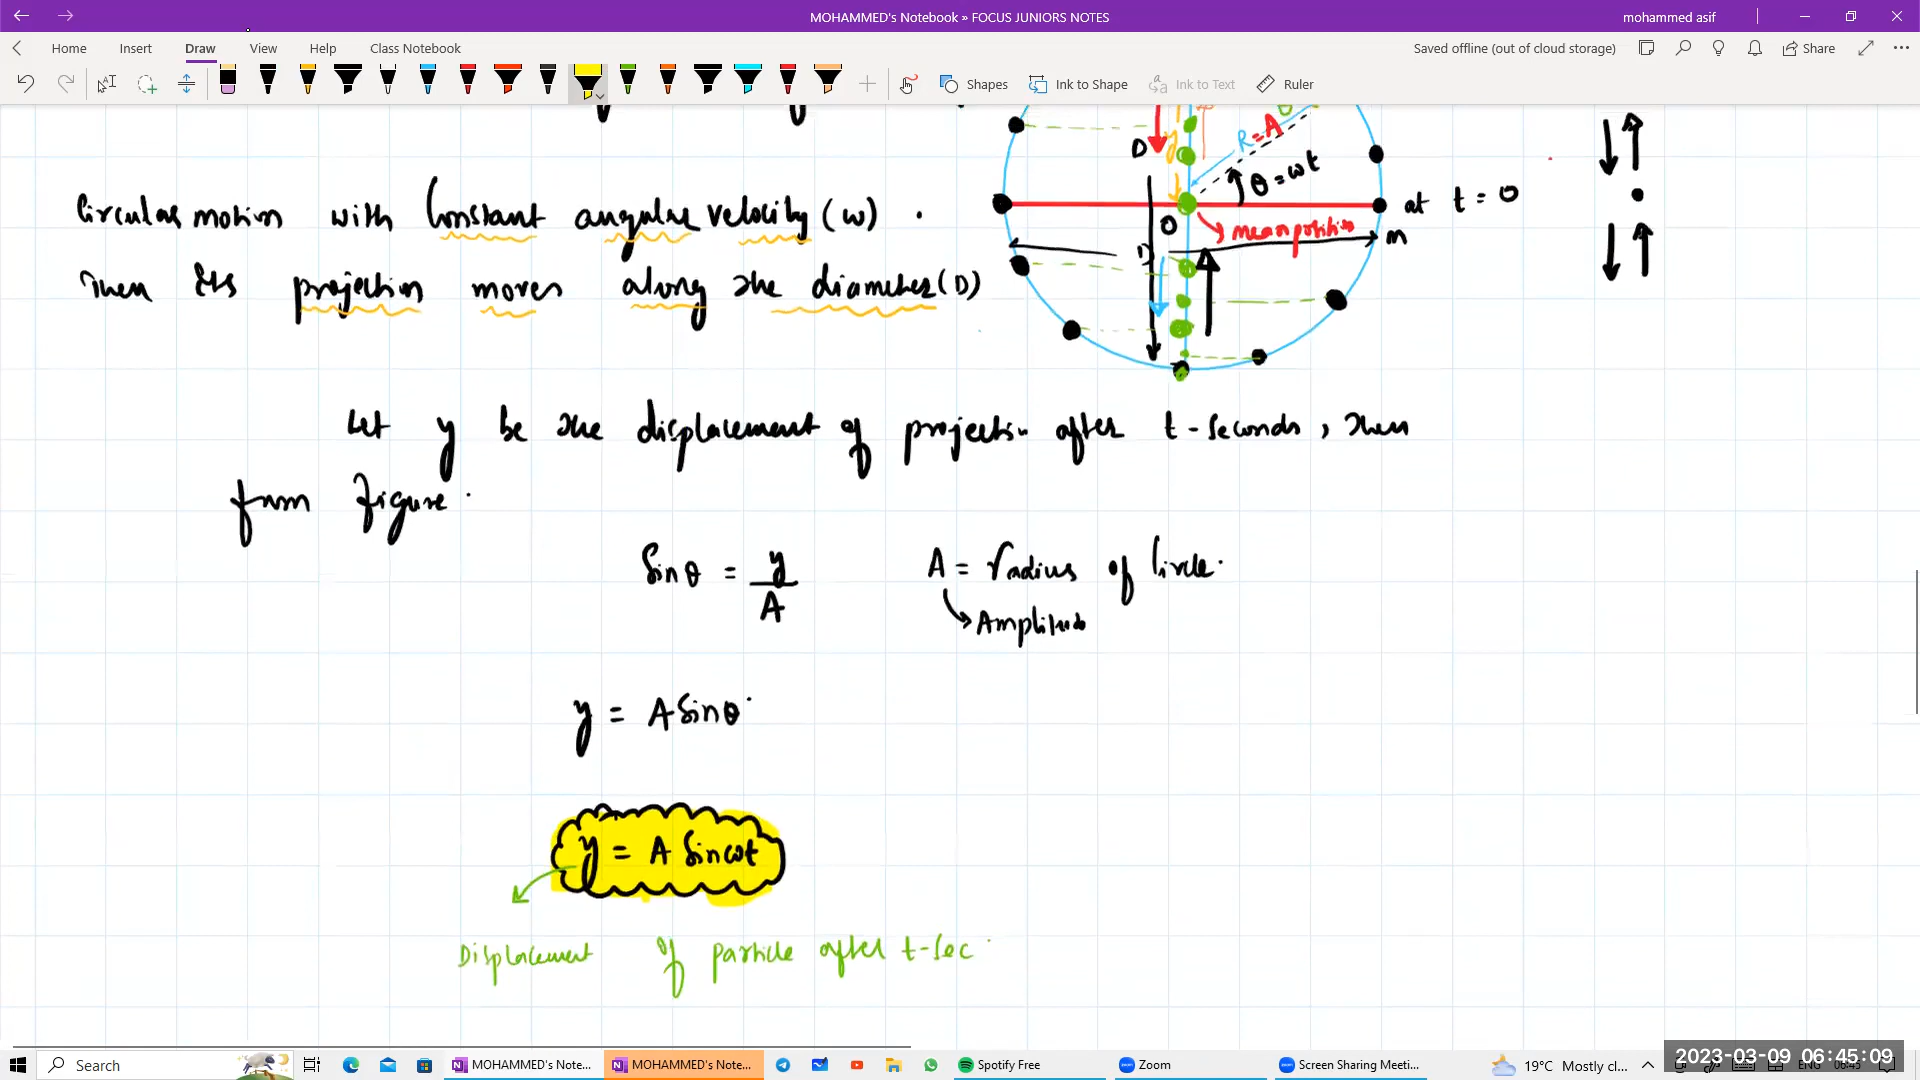 MOHAMMED's Notebook » FOCUS JUNIORS NOTES
mohammed asif
Home Insert Draw View Help Class Notebook
Saved offline (out of cloud storage)
Share
Shapes
Ink to Shape
Ink to Text
Ruler
R=A
θ
D
y
θ=ωt
at t = 0
O
mean position
m
D
Circular motion with Constant angular velocity (ω).
Then its projection moves along the diameter (D)
Let y be the displacement of projection after t-seconds, then
from figure.
Sinθ = y/A
A = radius of Circle.
Amplitude
y = A Sinθ
y = A Sinωt
Displacement of particle after t-sec
Search
MOHAMMED's Note...
MOHAMMED's Note...
Spotify Free
Zoom
Screen Sharing Meeti...
19°C Mostly cl...
2023-03-09 06:45:09